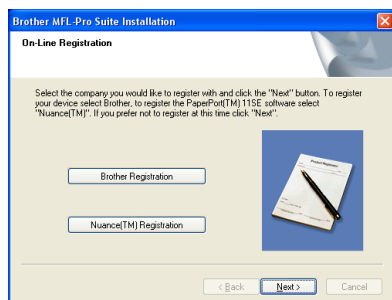 Brother MFL-Pro Suite Installation
On-Line Registration
Select the company you would like to register with and click the "Next" button. To register
your device select Brother, to register the PaperPort(TM) 11SE software select
"Nuance(TM)". If you prefer not to register at this time click "Next".
Brother Registration
Nuance(TM) Registration
< Back
Next >
Cancel